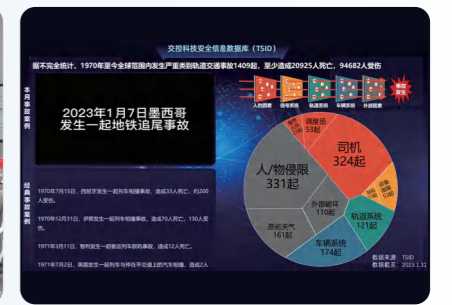 交控科技安全信息数据库（TSID）
据不完全统计，1970年至今全球范围内发生严重类别轨道交通事故1409起，至少造成20925人死亡，94682人受伤
本月事故案例
2023年1月7日墨西哥
发生一起地铁追尾事故
人的因素
信号系统
轨道系统
车辆系统
外部因素
事故
发生
调度员
53起
司机
324起
人/物侵限
331起
外部破坏
110起
轨道系统
121起
恶劣天气
161起
车辆系统
174起
经典事故案例
1970年7月15日，西班牙发生一起列车相撞事故，造成33人死亡，约200
人受伤。
1970年12月31日，伊朗发生一起列车相撞事故，造成70人死亡，130人受
伤。
1971年3月11日，智利发生一起客运列车脱轨事故，造成12人死亡。
1971年7月2日，英国发生一起列车与停在平交道上的汽车相撞，造成2人
数据来源：TSID
数据截至：2023.1.31